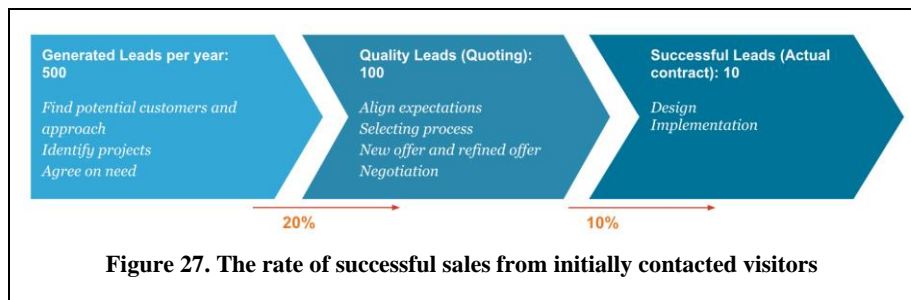 Generated Leads per year:
500
Find potential customers and
approach
Identify projects
Agree on need
Quality Leads (Quoting):
100
Align expectations
Selecting process
New offer and refined offer
Negotiation
Successful Leads (Actual
contract): 10
Design
Implementation
20%
10%
Figure 27. The rate of successful sales from initially contacted visitors